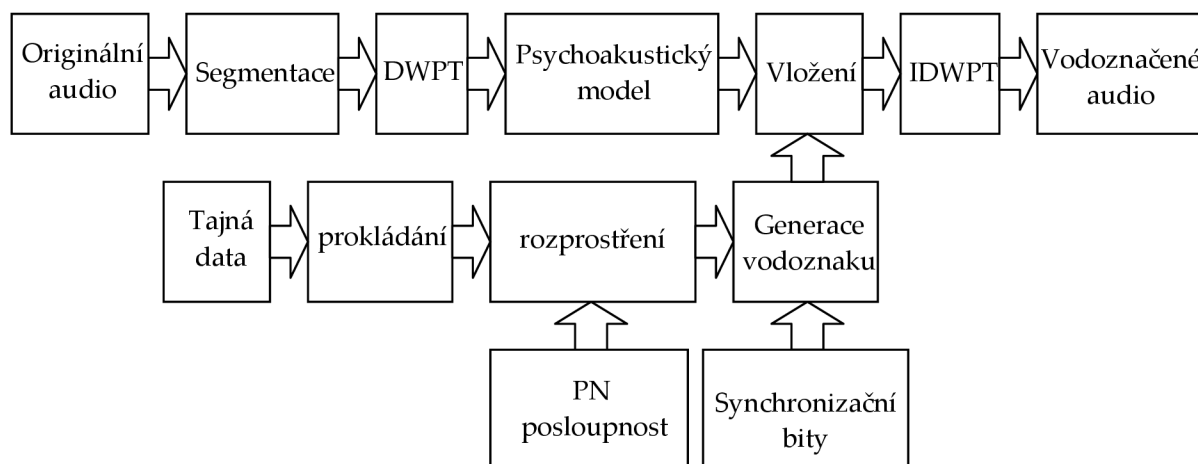 Originální
audio
Segmentace
DWPT
Psychoakustický
model
Vložení
IDWPT
Vodoznačené
audio
Tajná
data
prokládání
rozprostření
Generace
vodoznaku
PN
posloupnost
Synchronizační
bity